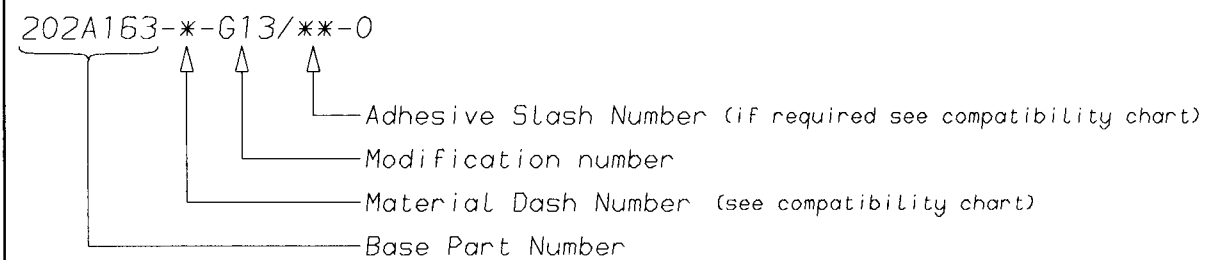 202A163-*-G13/**-0
Adhesive Slash Number (if required see compatibility chart)
Modification number
Material Dash Number (see compatibility chart)
Base Part Number